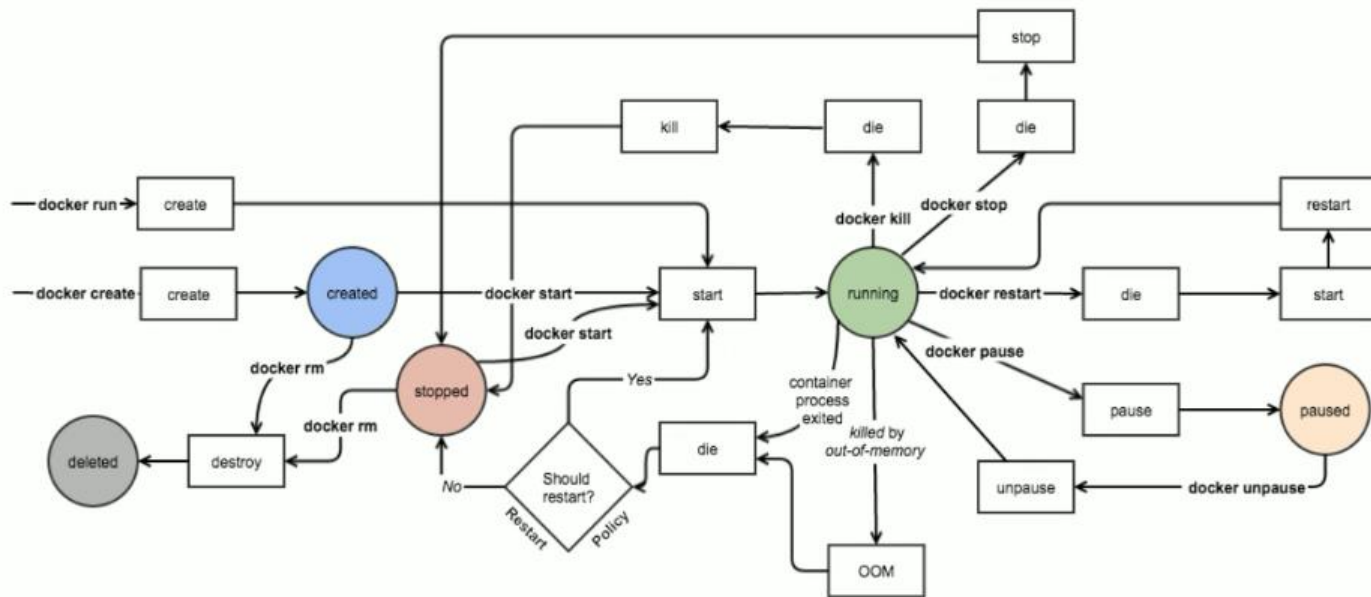 stop
kill
die
die
docker run
create
docker kill
docker stop
restart
docker create
create
created
docker start
start
running
docker restart
die
start
docker start
docker rm
docker pause
stopped
Yes
container
process
exited
pause
paused
docker rm
killed by
out-of-memory
deleted
destroy
die
Should
restart?
No
unpause
docker unpause
Restart
Policy
OOM